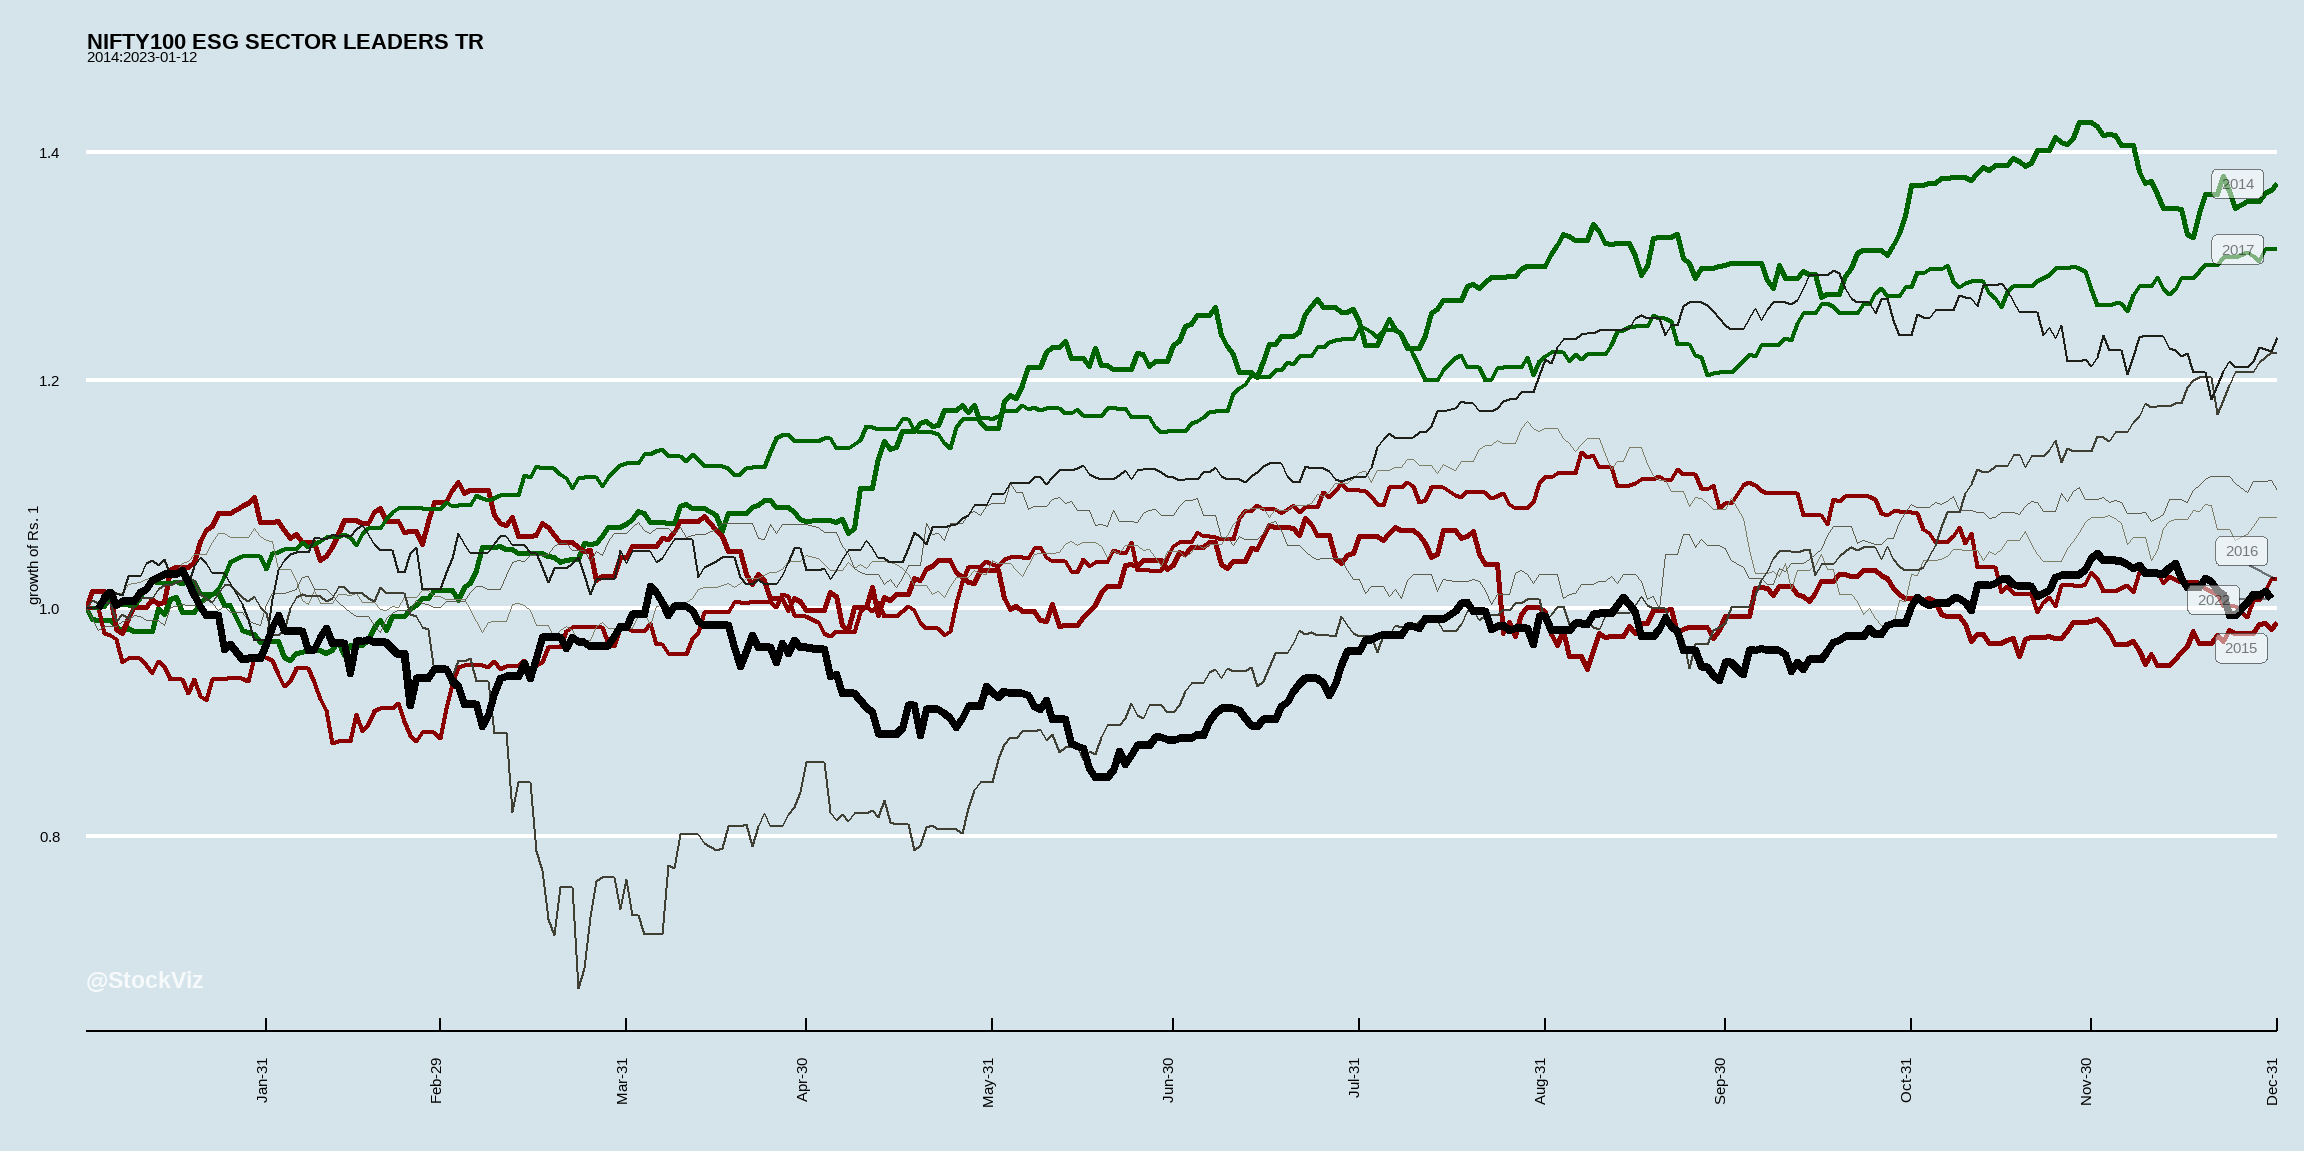 NIFTY100 ESG SECTOR LEADERS TR
2014:2023-01-12
growth of Rs. 1
1.4
1.2
1.0
0.8
2014
2017
2016
2022
2015
@StockViz
Jan-31
Feb-29
Mar-31
Apr-30
May-31
Jun-30
Jul-31
Aug-31
Sep-30
Oct-31
Nov-30
Dec-31